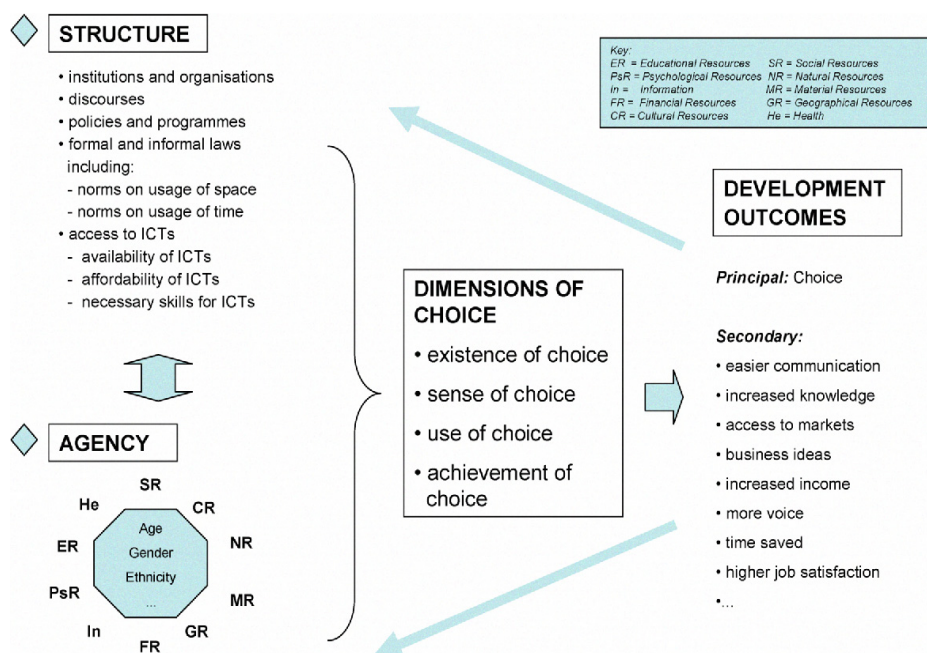 STRUCTURE
• institutions and organisations
• discourses
• policies and programmes
• formal and informal laws
including:
- norms on usage of space
- norms on usage of time
• access to ICTs
- availability of ICTs
- affordability of ICTs
- necessary skills for ICTs
AGENCY
SR
He
CR
ER
NR
PsR
MR
In
GR
FR
Age
Gender
Ethnicity
...
DIMENSIONS OF
CHOICE
• existence of choice
• sense of choice
• use of choice
• achievement of
choice
Key:
ER = Educational Resources SR = Social Resources
PsR = Psychological Resources NR = Natural Resources
In = Information MR = Material Resources
FR = Financial Resources GR = Geographical Resources
CR = Cultural Resources He = Health
DEVELOPMENT
OUTCOMES
Principal: Choice
Secondary:
• easier communication
• increased knowledge
• access to markets
• business ideas
• increased income
• more voice
• time saved
• higher job satisfaction
•...